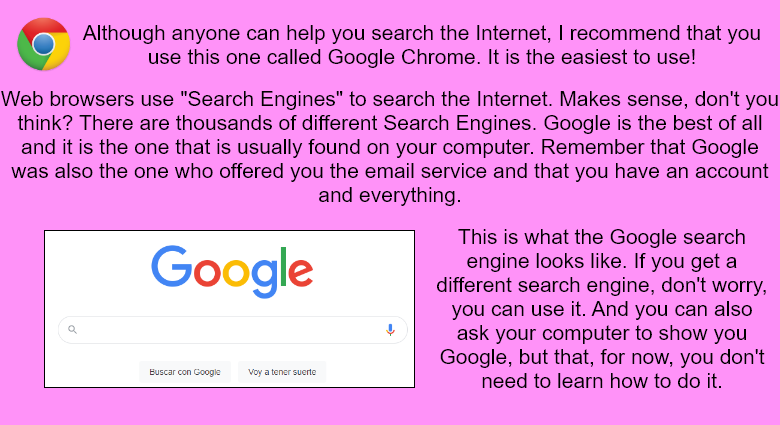 Although anyone can help you search the Internet, I recommend that you
use this one called Google Chrome. It is the easiest to use!
Web browsers use "Search Engines" to search the Internet. Makes sense, don't you
think? There are thousands of different Search Engines. Google is the best of all
and it is the one that is usually found on your computer. Remember that Google
was also the one who offered you the email service and that you have an account
and everything.
Google
Buscar con Google
Voy a tener suerte
This is what the Google search
engine looks like. If you get a
different search engine, don't worry,
you can use it. And you can also
ask your computer to show you
Google, but that, for now, you don't
need to learn how to do it.